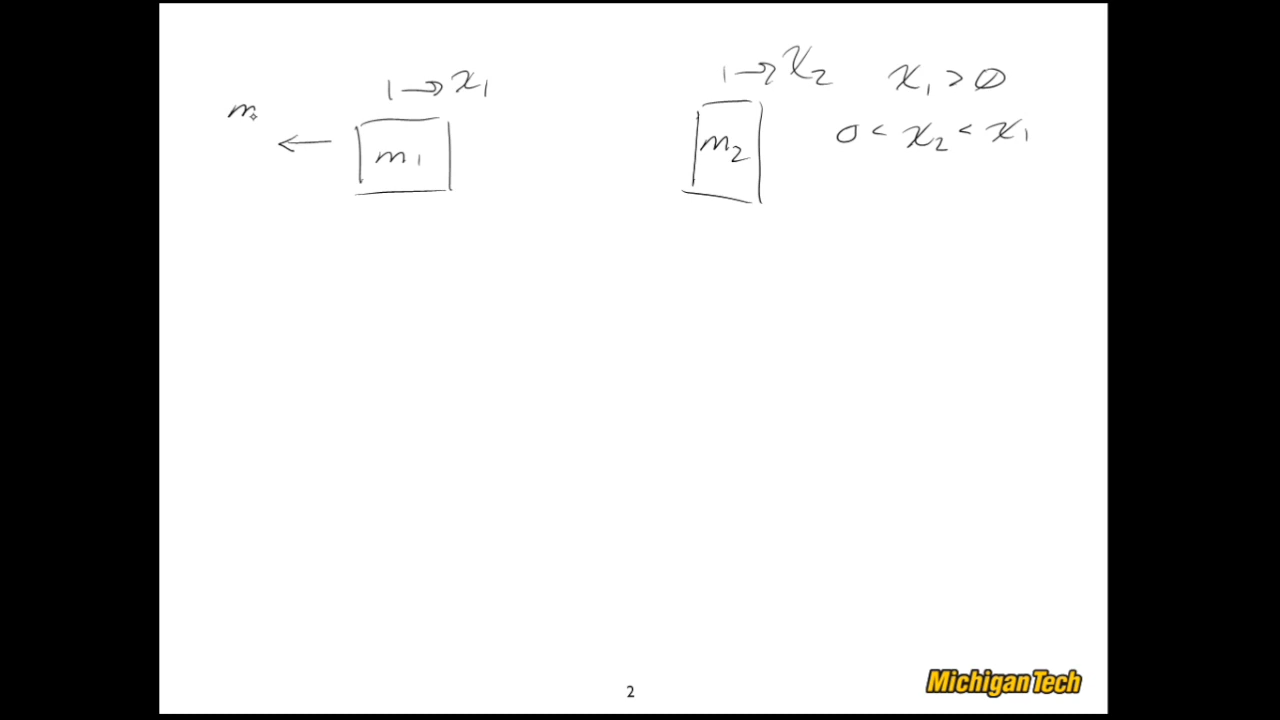 → x₁
→ x₂
x₁ > 0
m
m₁
m₂
0 < x₂ < x₁
2
Michigan Tech